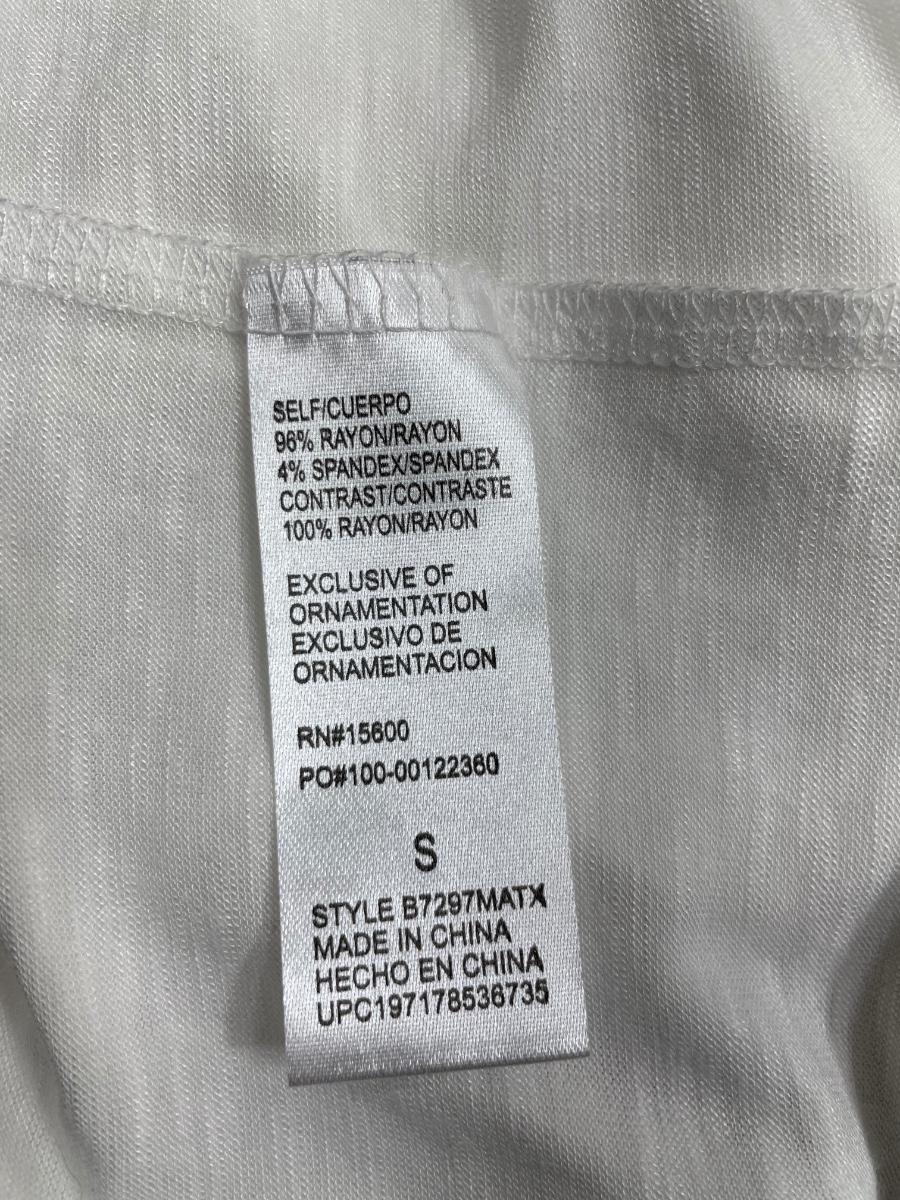 SELF/CUERPO
96% RAYON/RAYON
4% SPANDEX/SPANDEX
CONTRAST/CONTRASTE
100% RAYON/RAYON
EXCLUSIVE OF
ORNAMENTATION
EXCLUSIVO DE
ORNAMENTACION
RN#15600
PO#100-00122360
S
STYLE B7297MATX
MADE IN CHINA
HECHO EN CHINA
UPC197178536735